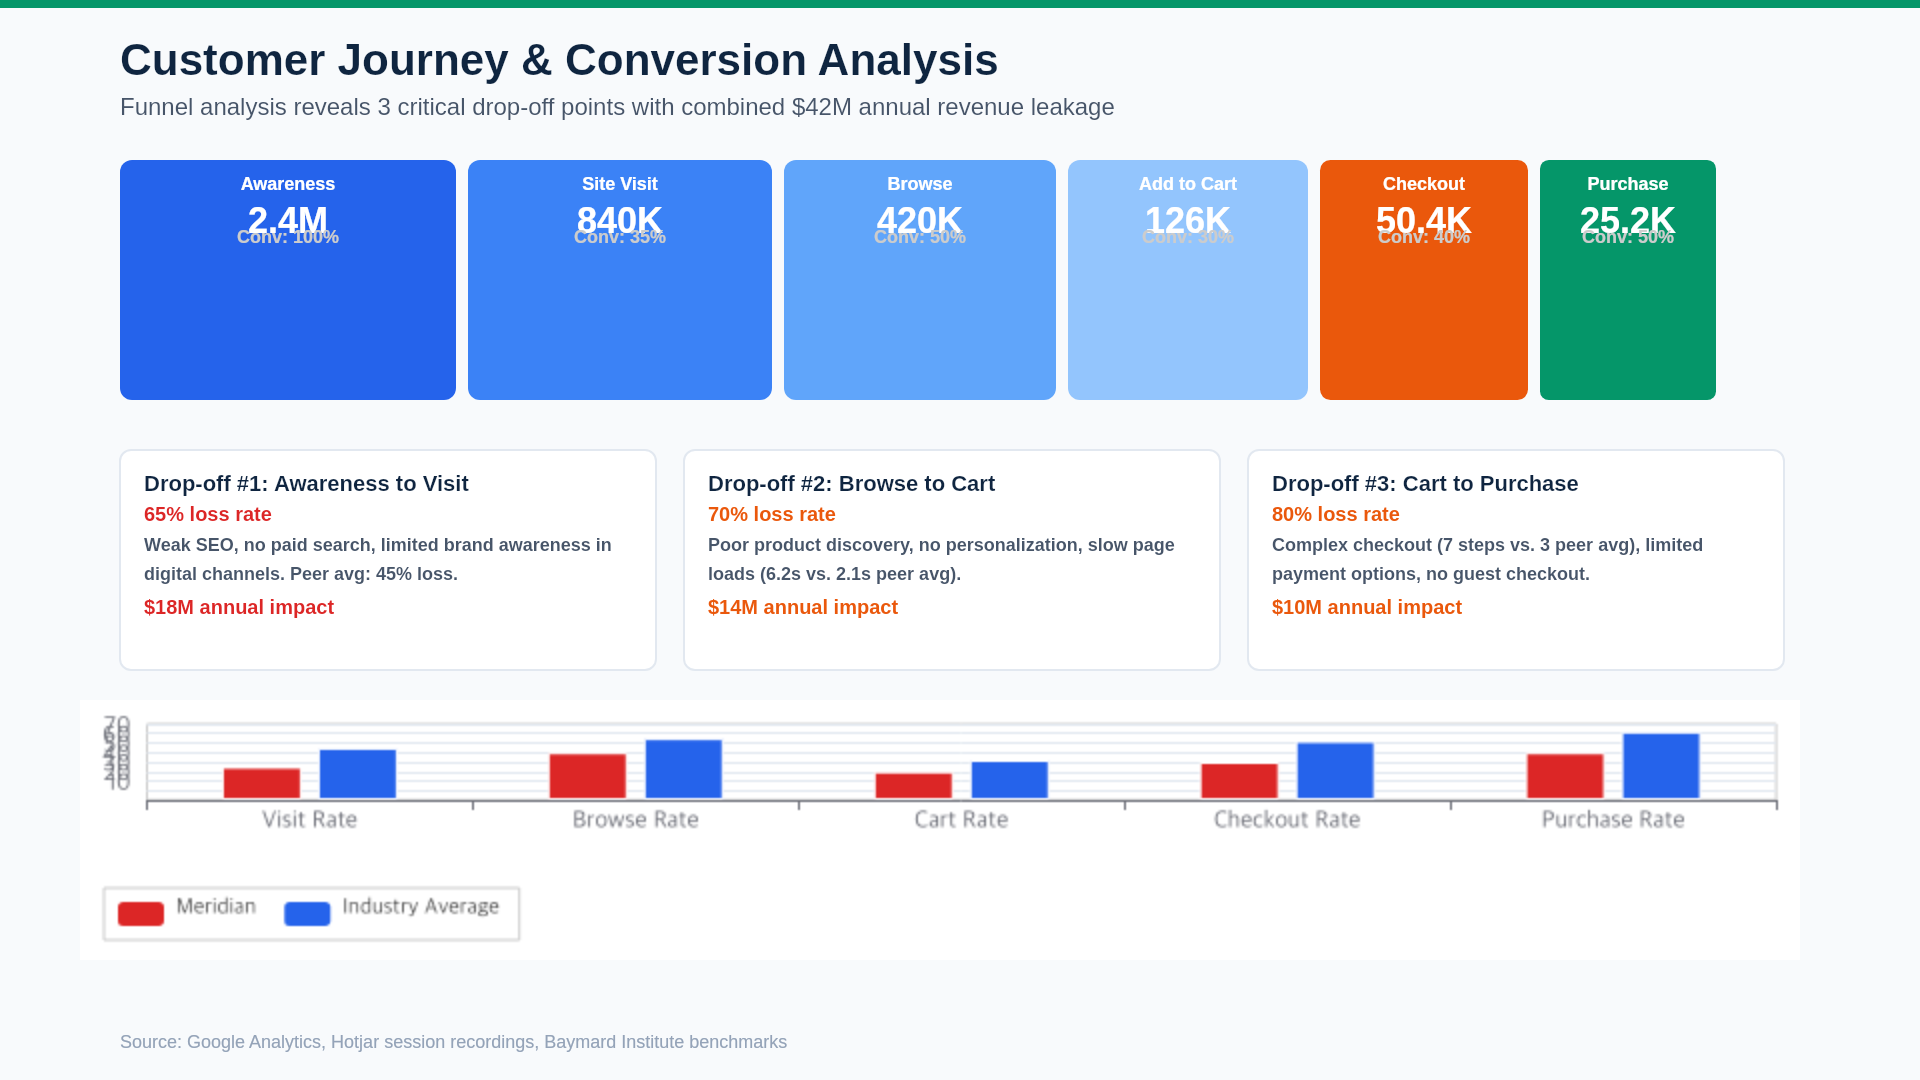 Customer Journey & Conversion Analysis
Funnel analysis reveals 3 critical drop-off points with combined $42M annual revenue leakage
Awareness
2.4M
Conv: 100%
Site Visit
840K
Conv: 35%
Browse
420K
Conv: 50%
Add to Cart
126K
Conv: 30%
Checkout
50.4K
Conv: 40%
Purchase
25.2K
Conv: 50%
Drop-off #1: Awareness to Visit
65% loss rate
Weak SEO, no paid search, limited brand awareness in
digital channels. Peer avg: 45% loss.
$18M annual impact
Drop-off #2: Browse to Cart
70% loss rate
Poor product discovery, no personalization, slow page
loads (6.2s vs. 2.1s peer avg).
$14M annual impact
Drop-off #3: Cart to Purchase
80% loss rate
Complex checkout (7 steps vs. 3 peer avg), limited
payment options, no guest checkout.
$10M annual impact
70
10
Visit Rate
Browse Rate
Cart Rate
Checkout Rate
Purchase Rate
Meridian
Industry Average
Source: Google Analytics, Hotjar session recordings, Baymard Institute benchmarks